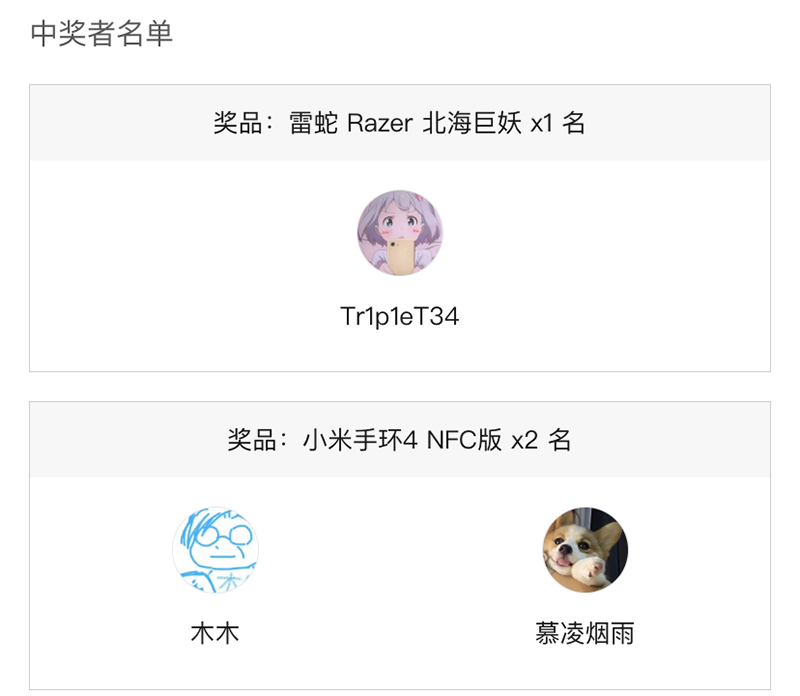 中奖者名单
奖品：雷蛇 Razer 北海巨妖 x1 名
Tr1p1eT34
奖品：小米手环4 NFC版 x2 名
木
木木
慕凌烟雨